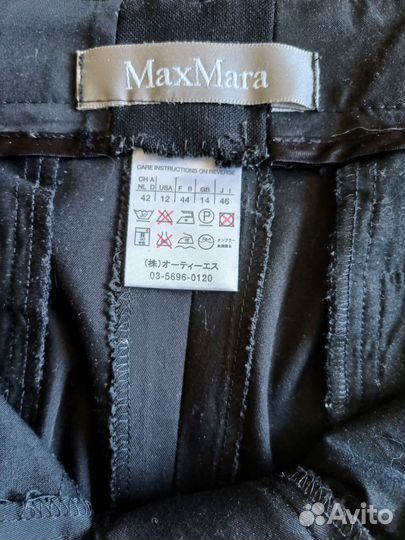 MaxMara
CARE INSTRUCTIONS ON REVERSE
CH A NL D USA F B GB J I
42 12 44 14 46
P
(株)オーティーエス
03-5696-0120
Avito